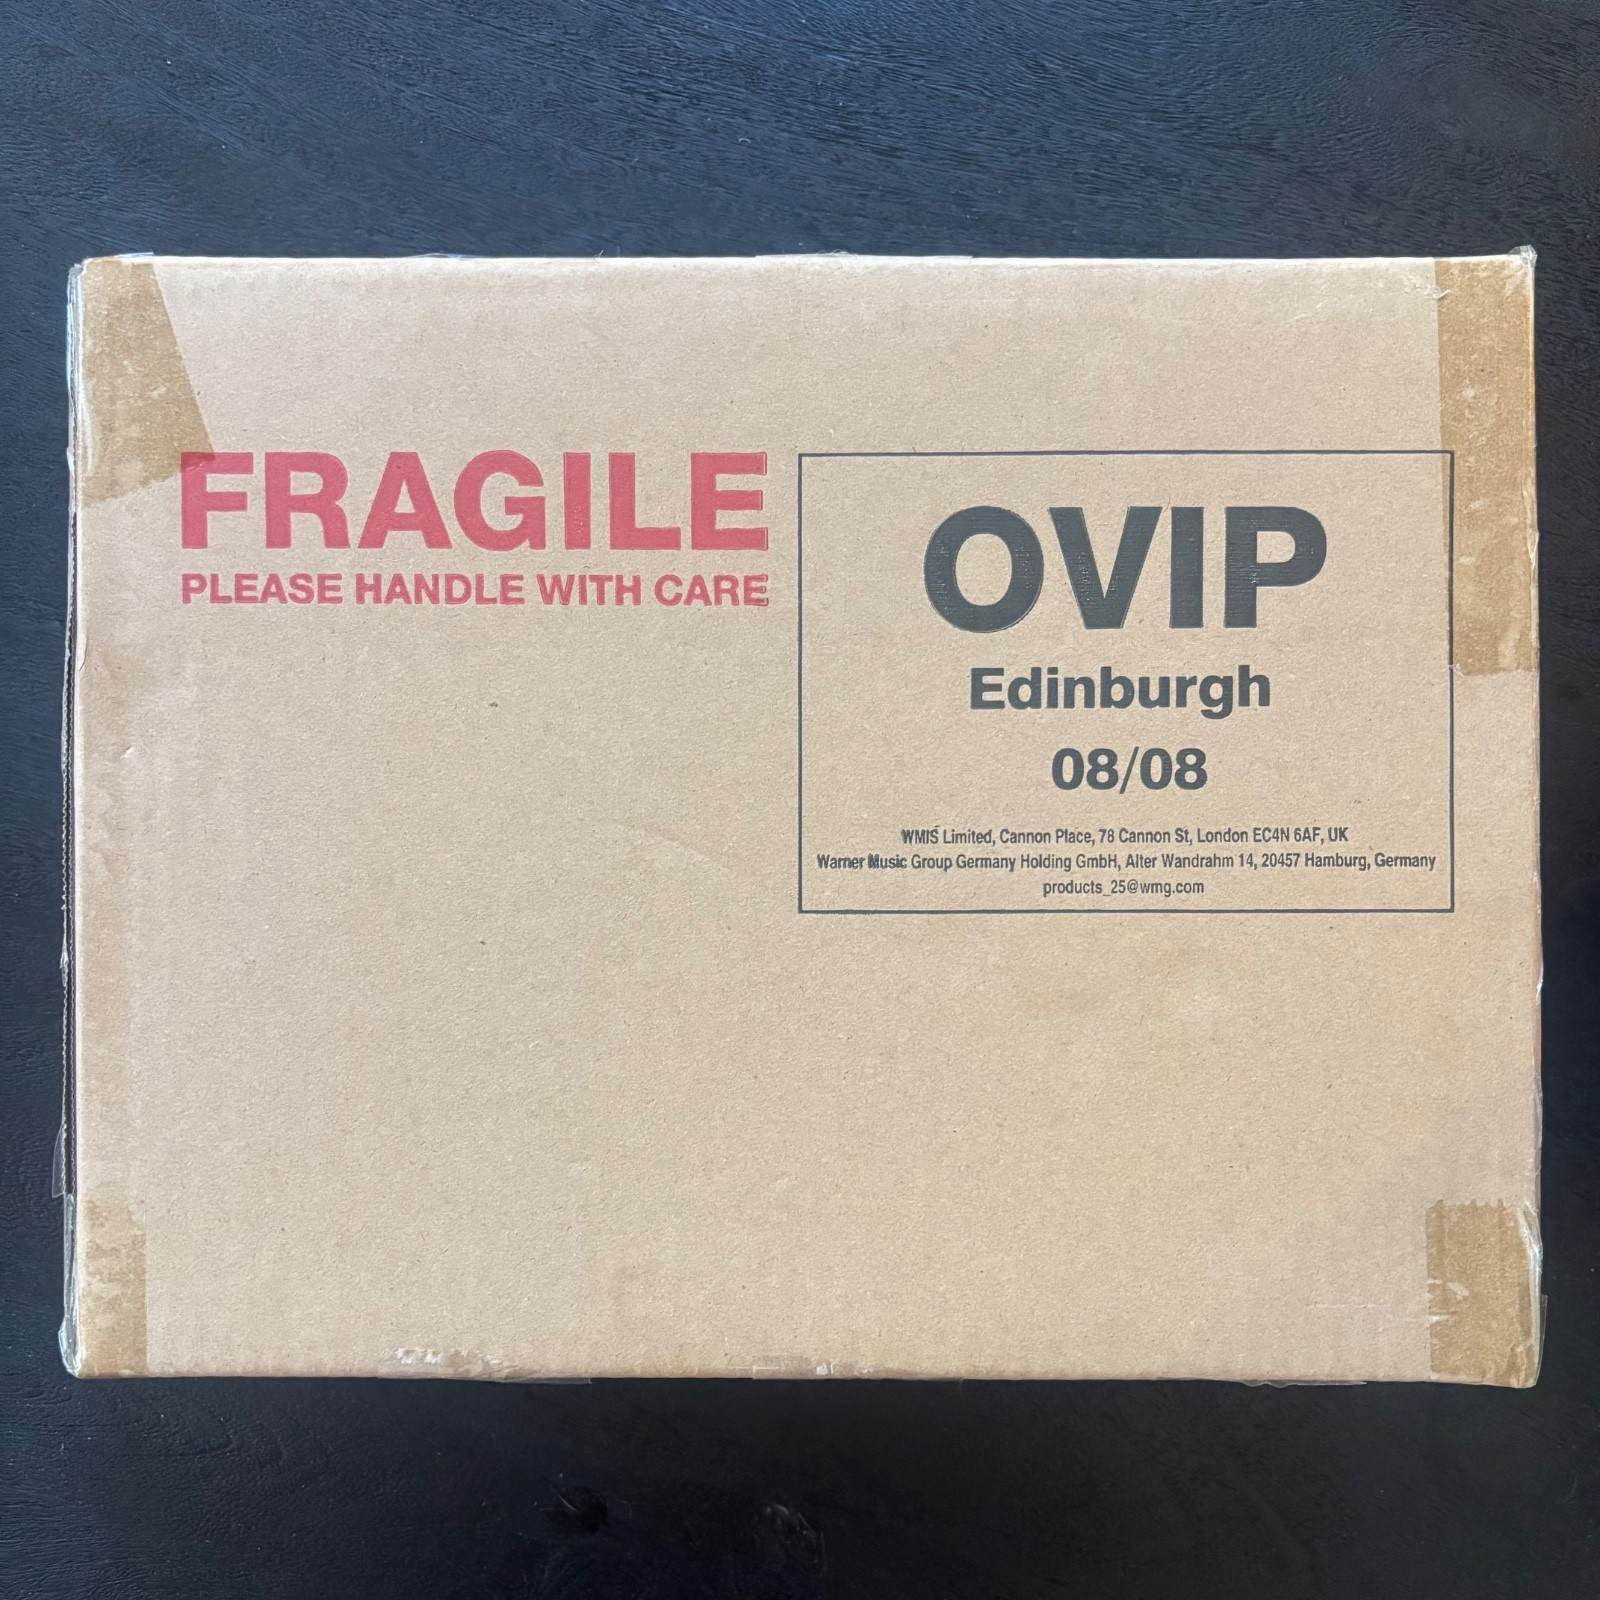 FRAGILE
PLEASE HANDLE WITH CARE
OVIP
Edinburgh
08/08
WMIS Limited, Cannon Place, 78 Cannon St, London EC4N 6AF, UK
Warner Music Group Germany Holding GmbH, Alter Wandrahm 14, 20457 Hamburg, Germany
products_25@wmg.com